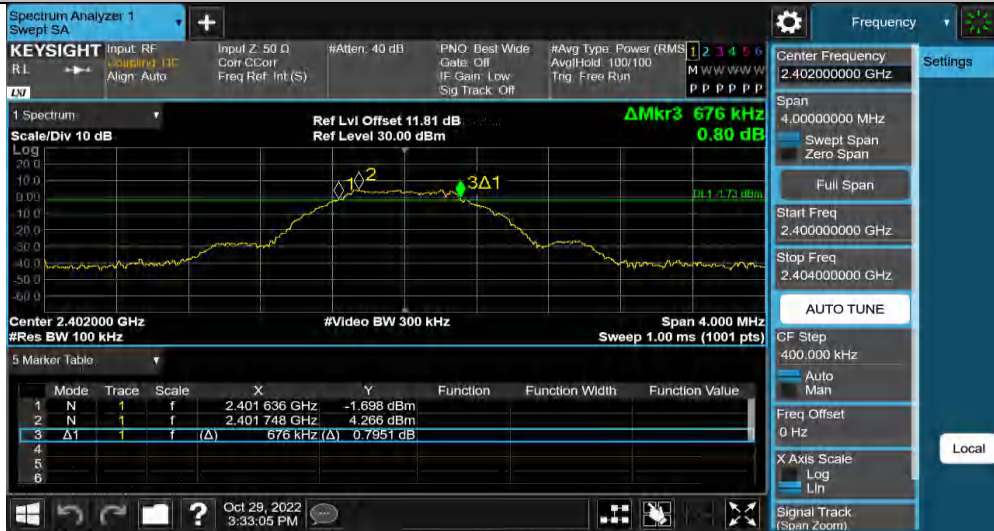 Spectrum Analyzer 1
Swept SA
+
Frequency
KEYSIGHT
RL
LXI
Input: RF
Coupling: DC
Align: Auto
Input Z: 50 Ω
Corr CCorr
Freq Ref: Int (S)
#Atten: 40 dB
PNO: Best Wide
Gate: Off
IF Gain: Low
Sig Track: Off
#Avg Type: Power (RMS
Avg|Hold: 100/100
Trig: Free Run
1 2 3 4 5 6
M W W W W W
P P P P P P
1 Spectrum
Scale/Div 10 dB
Ref Lvl Offset 11.81 dB
Ref Level 30.00 dBm
ΔMkr3 676 kHz
0.80 dB
Log
20.0
10.0
0.00
-10.0
-20.0
-30.0
-40.0
-50.0
-60.0
1
2
3Δ1
DL1 -1.73 dBm
Center 2.402000 GHz
#Video BW 300 kHz
Span 4.000 MHz
#Res BW 100 kHz
Sweep 1.00 ms (1001 pts)
5 Marker Table
Mode Trace Scale X Y Function Function Width Function Value
1 N 1 f 2.401 636 GHz -1.698 dBm
2 N 1 f 2.401 748 GHz 4.266 dBm
3 Δ1 1 f (Δ) 676 kHz (Δ) 0.7951 dB
4
5
6
?
Oct 29, 2022
3:33:05 PM
Center Frequency
2.402000000 GHz
Settings
Span
4.00000000 MHz
Swept Span
Zero Span
Full Span
Start Freq
2.400000000 GHz
Stop Freq
2.404000000 GHz
AUTO TUNE
CF Step
400.000 kHz
Auto
Man
Freq Offset
0 Hz
X Axis Scale
Log
Lin
Local
Signal Track
(Span Zoom)